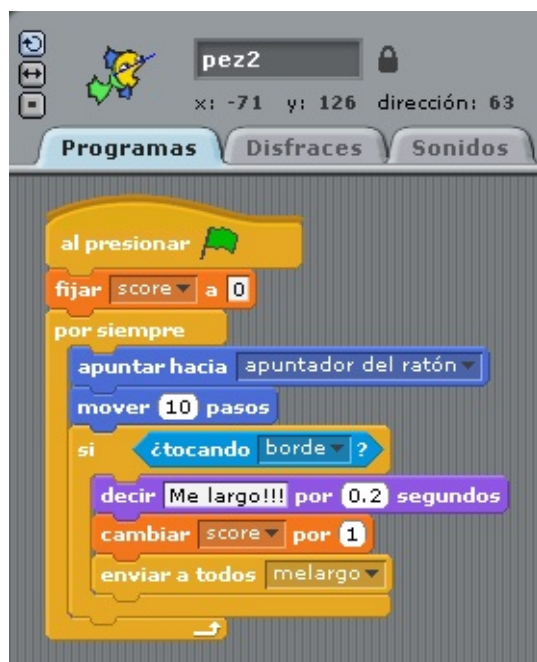 pez2
x: -71 y: 126 dirección: 63
Programas Disfraces Sonidos
al presionar
fijar score a 0
por siempre
apuntar hacia apuntador del ratón
mover 10 pasos
si ¿tocando borde ?
decir Me largo!!! por 0.2 segundos
cambiar score por 1
enviar a todos melargo